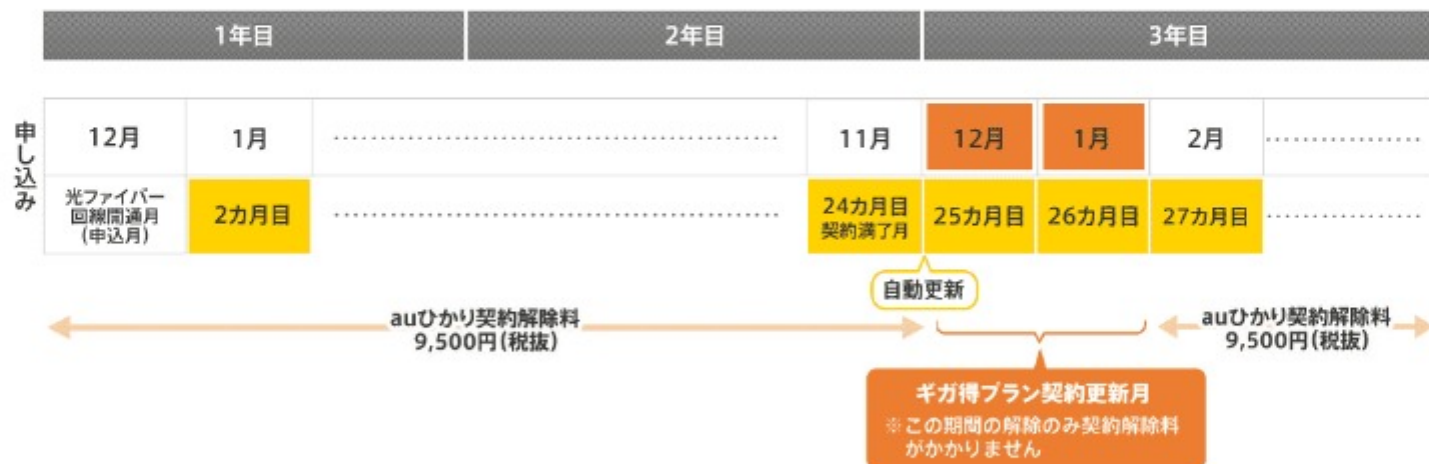 1年目
2年目
3年目
申し込み
12月
1月
11月
12月
1月
2月
光ファイバー
回線開通月
(申込月)
2カ月目
24カ月目
契約満了月
25カ月目
26カ月目
27カ月目
自動更新
auひかり契約解除料
9,500円(税抜)
auひかり契約解除料
9,500円(税抜)
ギガ得プラン契約更新月
※この期間の解除のみ契約解除料
がかかりません